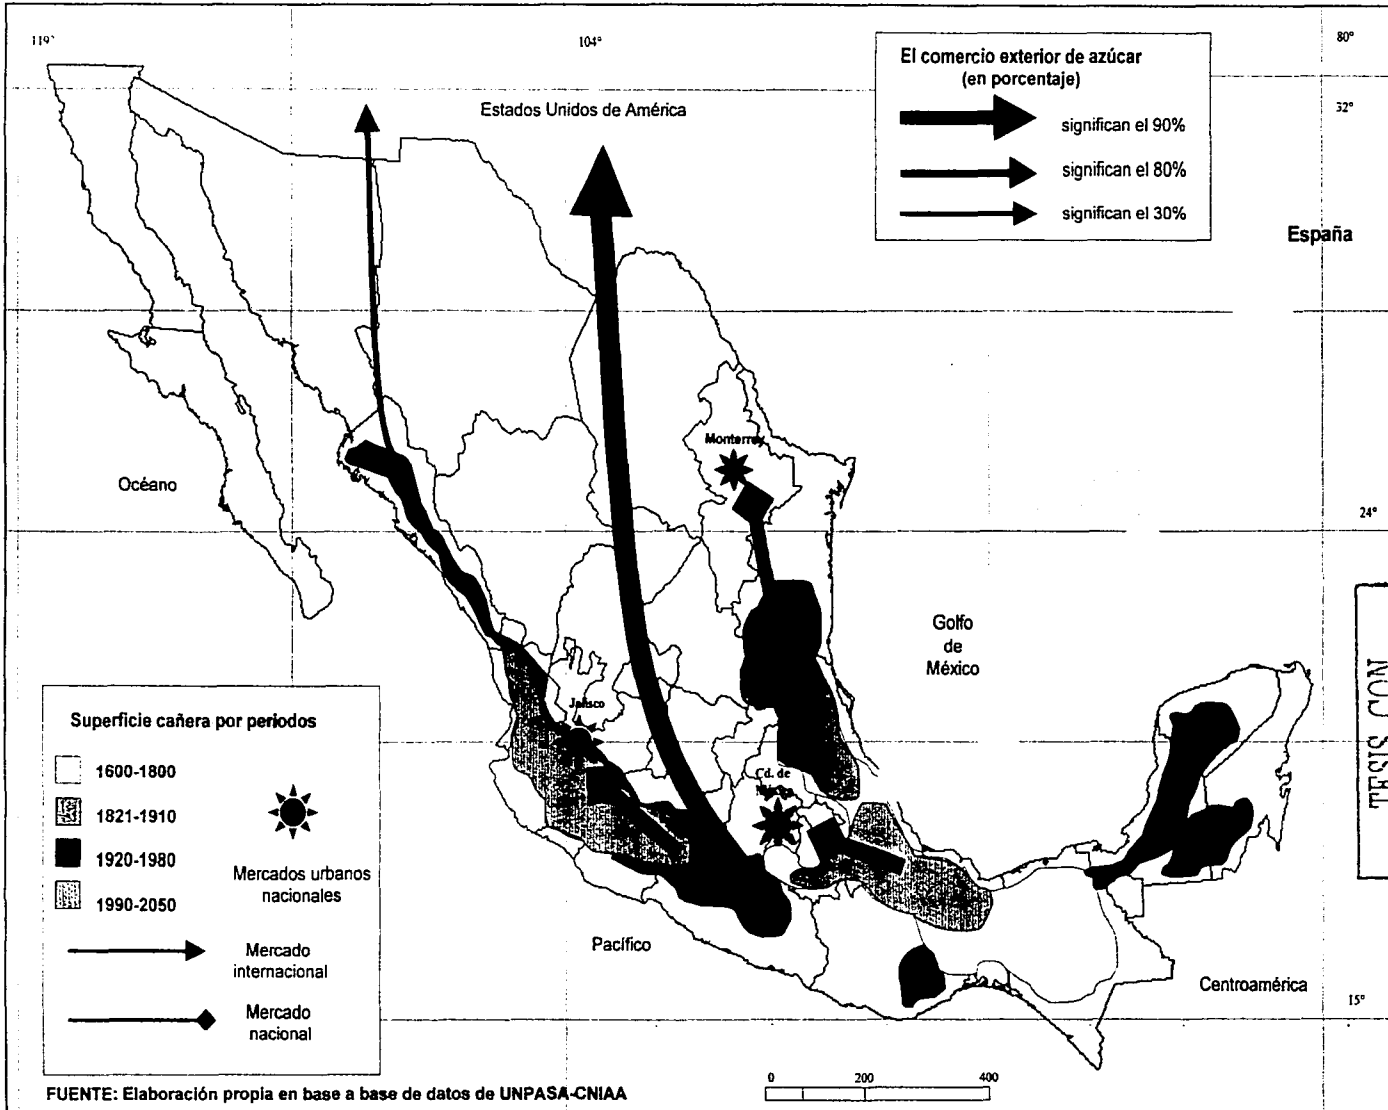 119°
104°
80°
El comercio exterior de azúcar
(en porcentaje)
significan el 90%
significan el 80%
significan el 30%
32°
Estados Unidos de América
España
Monterrey
Océano
24°
Golfo
de
México
TESIS CON
Superficie cañera por periodos
1600-1800
1821-1910
1920-1980
1990-2050
Mercados urbanos
nacionales
Mercado
internacional
Mercado
nacional
Jalisco
Cd. de
Pacífico
Centroamérica
15°
FUENTE: Elaboración propia en base a base de datos de UNPASA-CNIAA
0 200 400